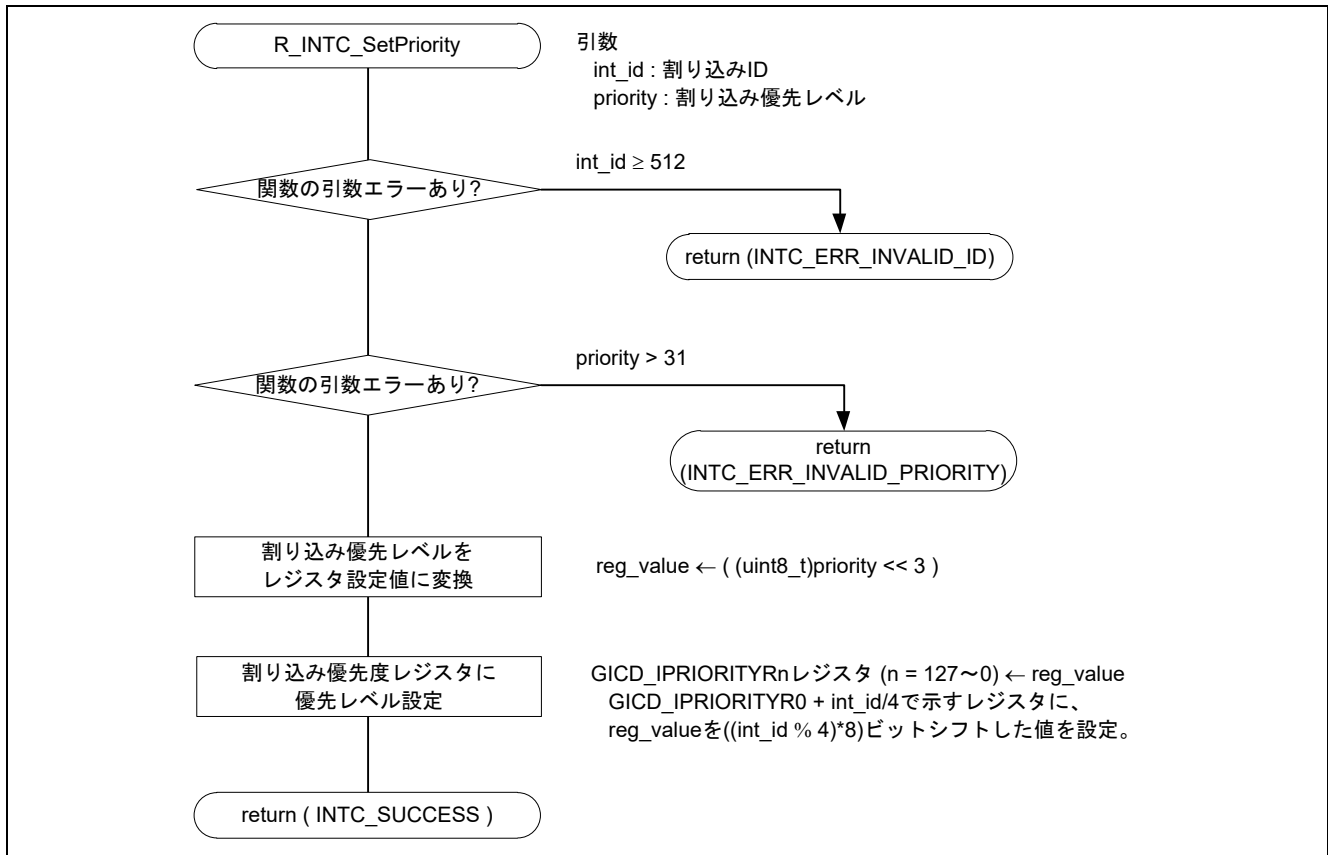 R_INTC_SetPriority
引数
int_id : 割り込みID
priority : 割り込み優先レベル
int_id ≥ 512
関数の引数エラーあり?
return (INTC_ERR_INVALID_ID)
priority > 31
関数の引数エラーあり?
return
(INTC_ERR_INVALID_PRIORITY)
割り込み優先レベルを
レジスタ設定値に変換
reg_value ← ( (uint8_t)priority << 3 )
割り込み優先度レジスタに
優先レベル設定
GICD_IPRIORITYRnレジスタ (n = 127～0) ← reg_value
GICD_IPRIORITYR0 + int_id/4で示すレジスタに、
reg_valueを((int_id % 4)*8)ビットシフトした値を設定。
return ( INTC_SUCCESS )